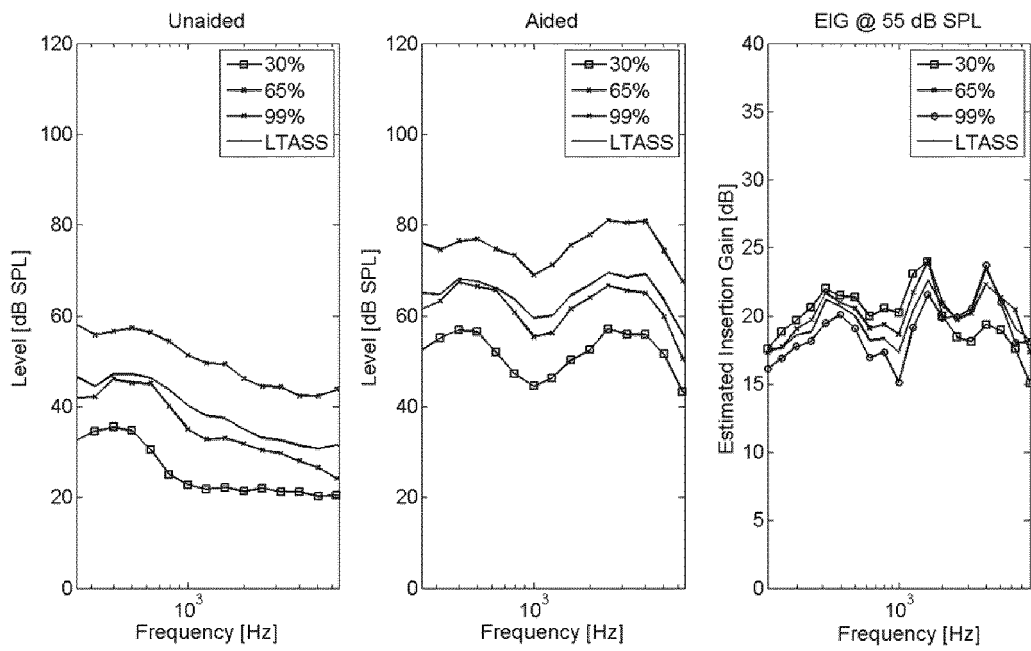 Unaided
120
100
80
60
40
20
0
Level [dB SPL]
30%
65%
99%
LTASS
10³
Frequency [Hz]
Aided
120
100
80
60
40
20
0
Level [dB SPL]
30%
65%
99%
LTASS
10³
Frequency [Hz]
EIG @ 55 dB SPL
40
35
30
25
20
15
10
5
0
Estimated Insertion Gain [dB]
30%
65%
99%
LTASS
10³
Frequency [Hz]